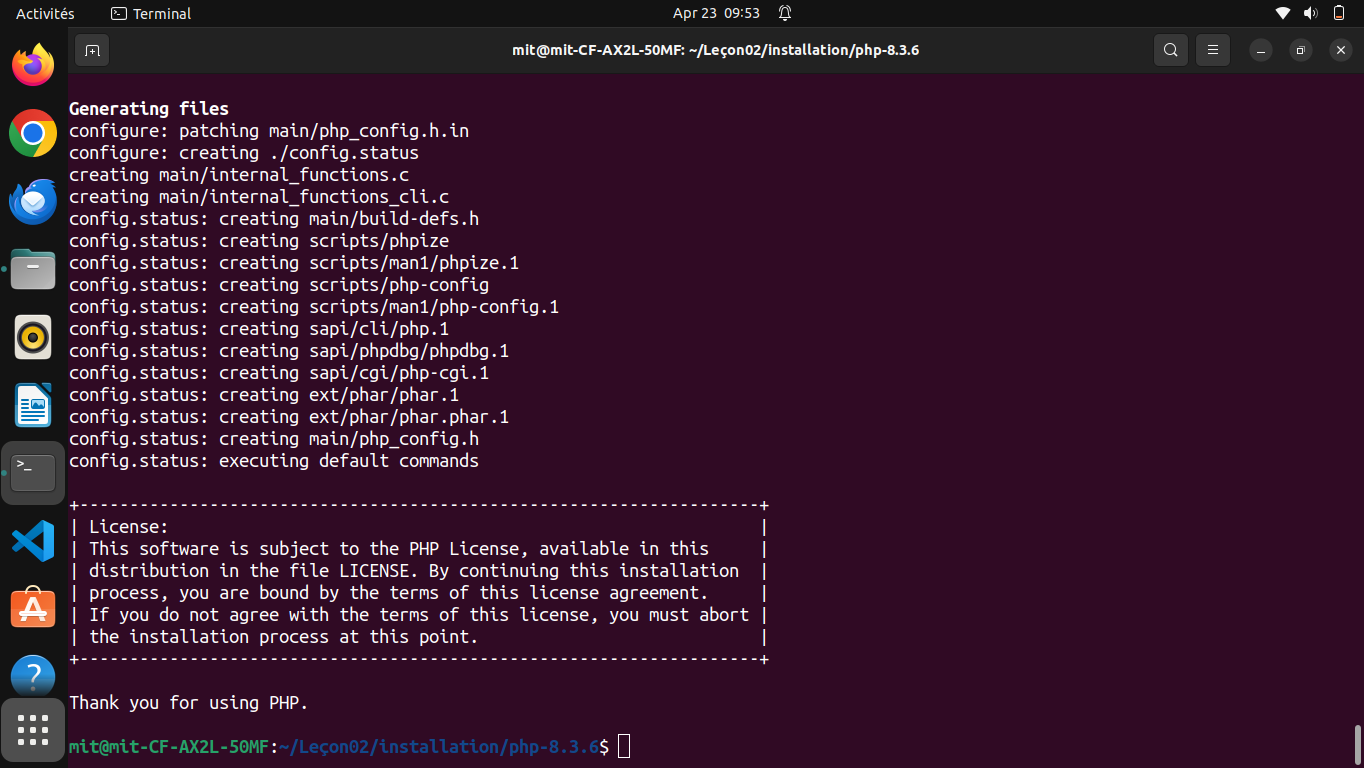 Activités
Terminal
Apr 23 09:53
mit@mit-CF-AX2L-50MF: ~/Leçon02/installation/php-8.3.6
Generating files
configure: patching main/php_config.h.in
configure: creating ./config.status
creating main/internal_functions.c
creating main/internal_functions_cli.c
config.status: creating main/build-defs.h
config.status: creating scripts/phpize
config.status: creating scripts/man1/phpize.1
config.status: creating scripts/php-config
config.status: creating scripts/man1/php-config.1
config.status: creating sapi/cli/php.1
config.status: creating sapi/phpdbg/phpdbg.1
config.status: creating sapi/cgi/php-cgi.1
config.status: creating ext/phar/phar.1
config.status: creating ext/phar/phar.phar.1
config.status: creating main/php_config.h
config.status: executing default commands
+--------------------------------------------------------------------+
| License:                                                           |
| This software is subject to the PHP License, available in this     |
| distribution in the file LICENSE. By continuing this installation  |
| process, you are bound by the terms of this license agreement.     |
| If you do not agree with the terms of this license, you must abort |
| the installation process at this point.                            |
+--------------------------------------------------------------------+
Thank you for using PHP.
mit@mit-CF-AX2L-50MF:~/Leçon02/installation/php-8.3.6$